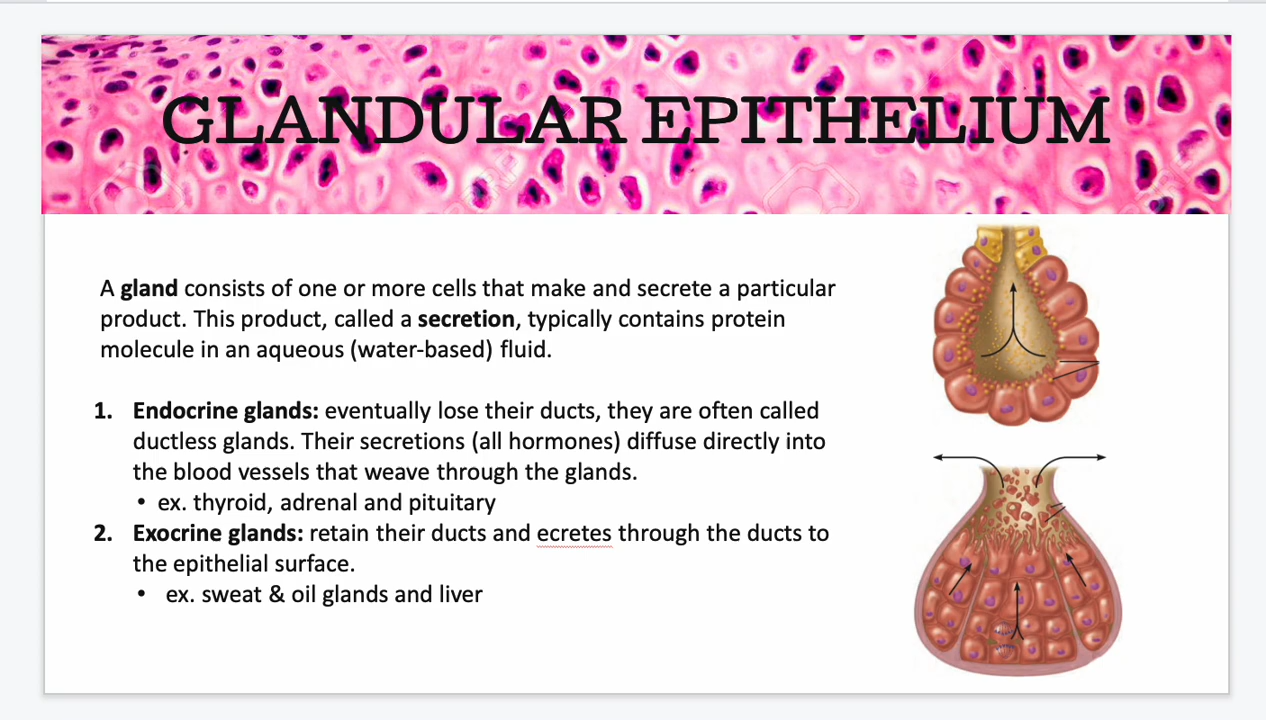 GLANDULAR EPITHELIUM
A gland consists of one or more cells that make and secrete a particular
product. This product, called a secretion, typically contains protein
molecule in an aqueous (water-based) fluid.
1. Endocrine glands: eventually lose their ducts, they are often called
ductless glands. Their secretions (all hormones) diffuse directly into
the blood vessels that weave through the glands.
• ex. thyroid, adrenal and pituitary
2. Exocrine glands: retain their ducts and ecretes through the ducts to
the epithelial surface.
• ex. sweat & oil glands and liver